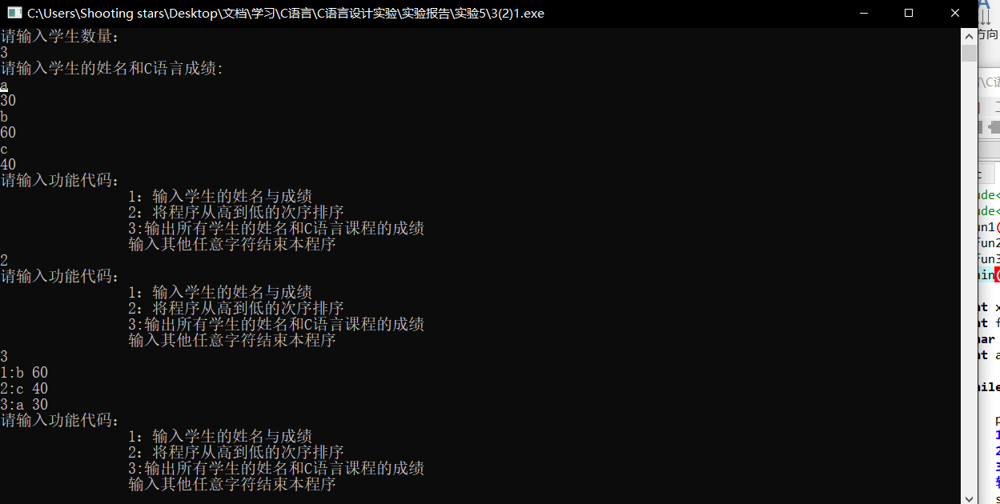 C:\Users\Shooting stars\Desktop\文档\学习\C语言\C语言设计实验\实验报告\实验5\3(2)1.exe
请输入学生数量:
3
请输入学生的姓名和C语言成绩:
a
30
b
60
c
40
请输入功能代码:
1: 输入学生的姓名与成绩
2: 将程序从高到低的次序排序
3:输出所有学生的姓名和C语言课程的成绩
输入其他任意字符结束本程序
2
请输入功能代码:
1: 输入学生的姓名与成绩
2: 将程序从高到低的次序排序
3:输出所有学生的姓名和C语言课程的成绩
输入其他任意字符结束本程序
3
1:b 60
2:c 40
3:a 30
请输入功能代码:
1: 输入学生的姓名与成绩
2: 将程序从高到低的次序排序
3:输出所有学生的姓名和C语言课程的成绩
输入其他任意字符结束本程序
方向